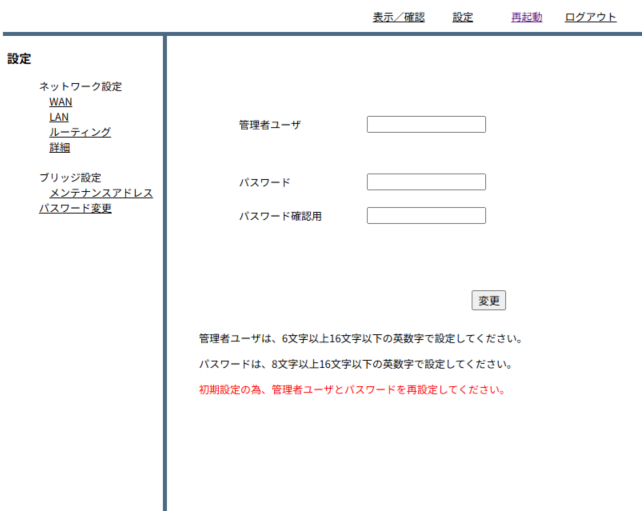 表示／確認 設定 再起動 ログアウト
設定
ネットワーク設定
WAN
LAN
ルーティング
詳細
ブリッジ設定
メンテナンスアドレス
パスワード変更
管理者ユーザ
パスワード
パスワード確認用
変更
管理者ユーザは、6文字以上16文字以下の英数字で設定してください。
パスワードは、8文字以上16文字以下の英数字で設定してください。
初期設定の為、管理者ユーザとパスワードを再設定してください。